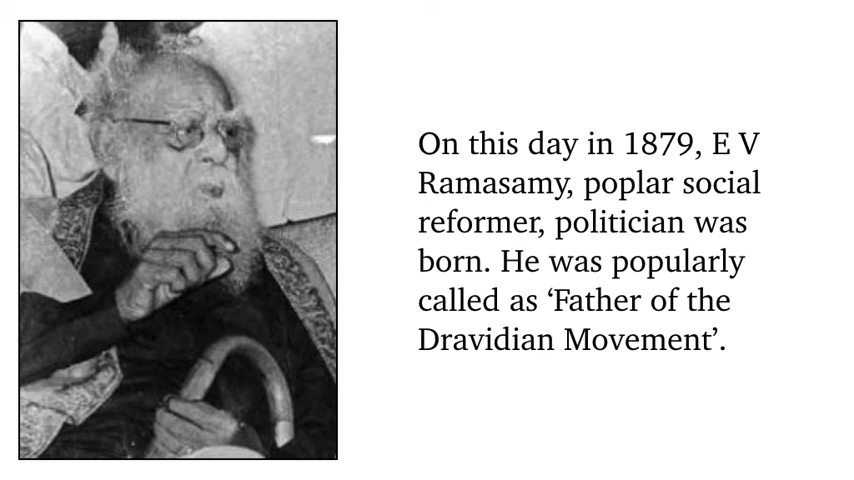 On this day in 1879, E V
Ramasamy, poplar social
reformer, politician was
born. He was popularly
called as ‘Father of the
Dravidian Movement’.